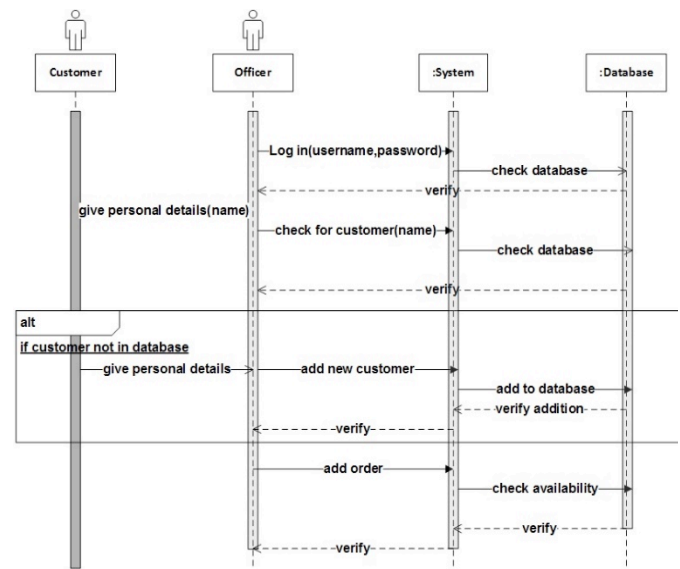 Customer
Officer
:System
:Database
Log in(username,password)
check database
verify
give personal details(name)
check for customer(name)
check database
verify
alt
if customer not in database
give personal details
add new customer
add to database
verify addition
verify
add order
check availability
verify
verify